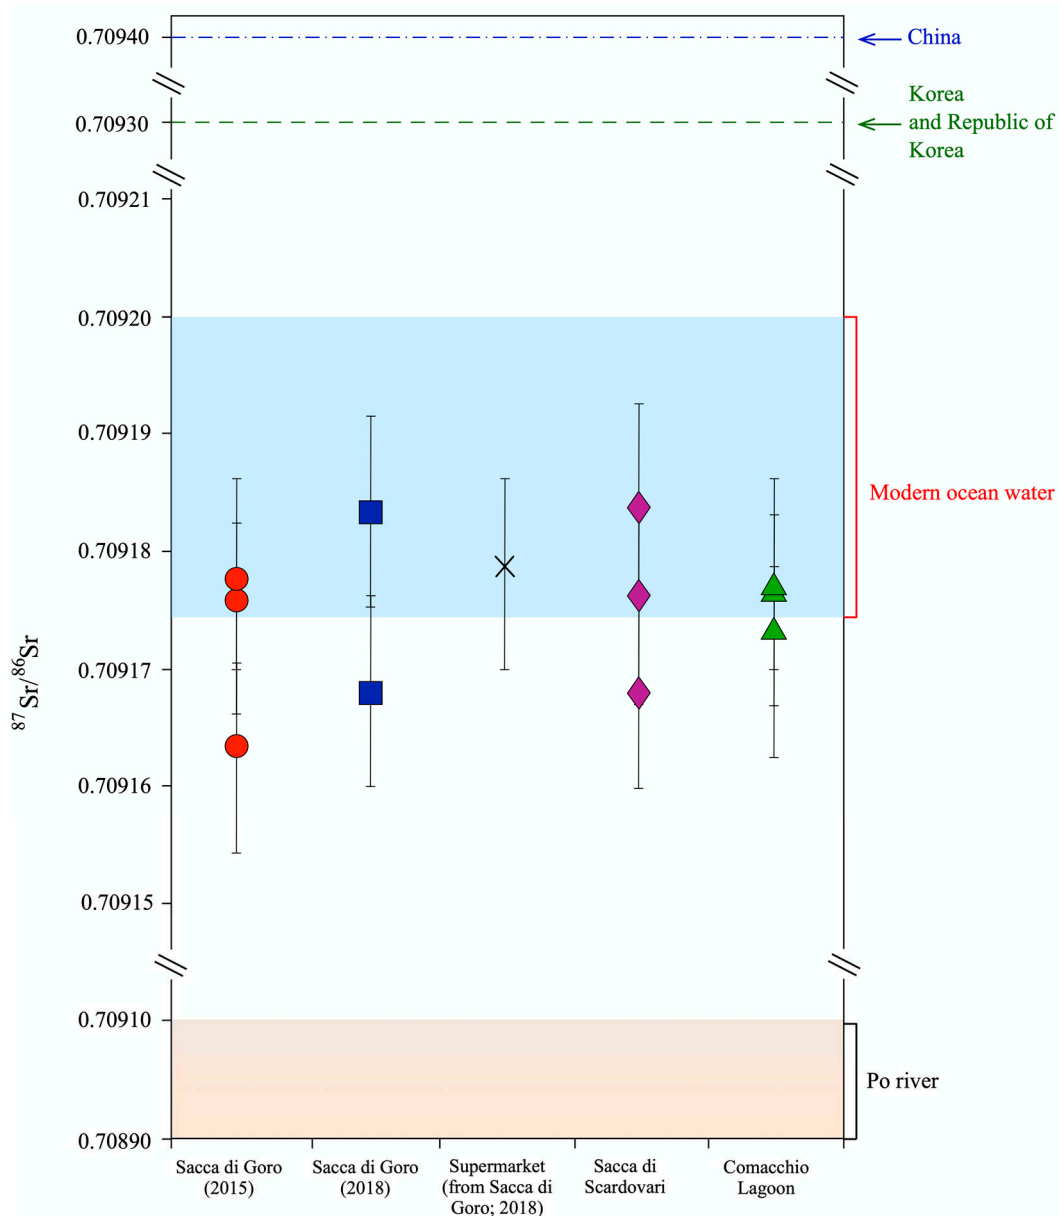 0.70940
China
Korea
and Republic of
Korea
0.70930
0.70921
0.70920
0.70919
Modern ocean water
0.70918
87Sr/86Sr
0.70917
0.70916
0.70915
0.70910
Po river
0.70890
Sacca di Goro
(2015)
Sacca di Goro
(2018)
Supermarket
(from Sacca di
Goro; 2018)
Sacca di
Scardovari
Comacchio
Lagoon